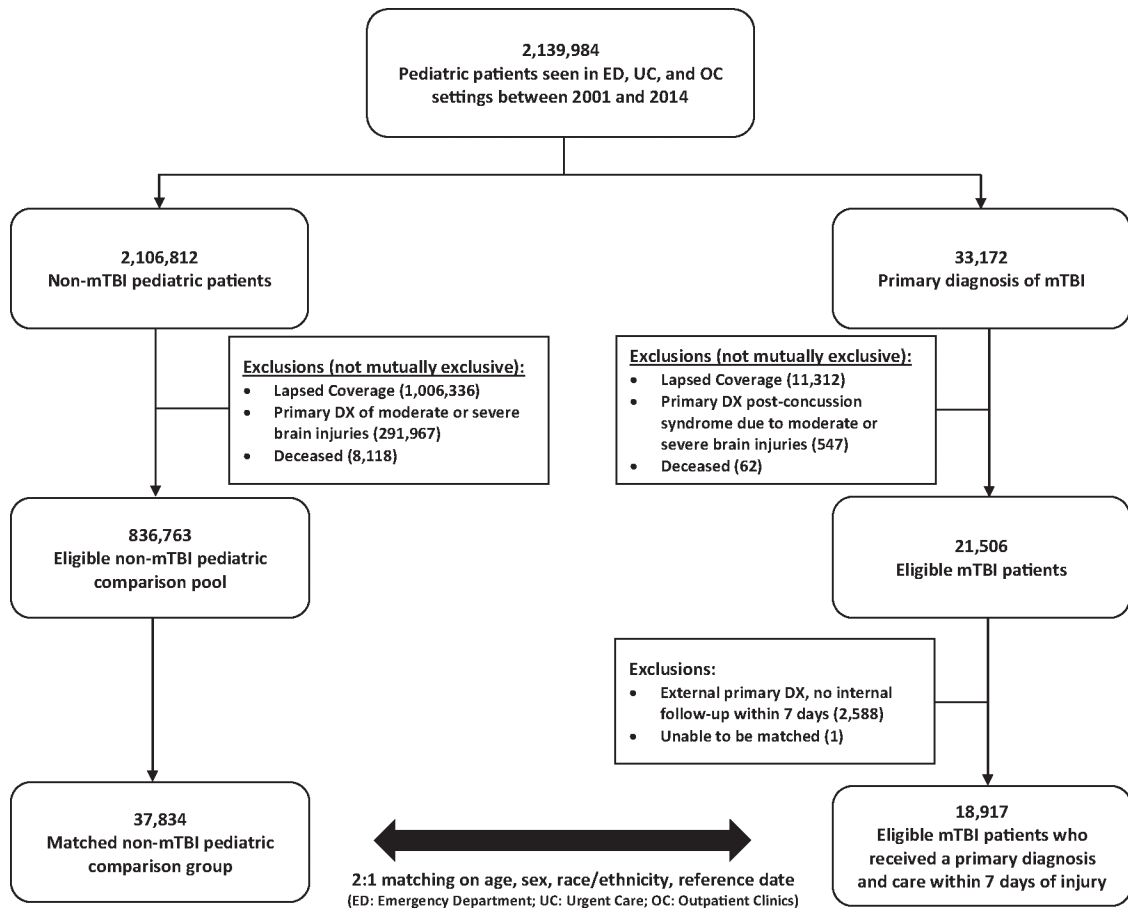 2,139,984
Pediatric patients seen in ED, UC, and OC
settings between 2001 and 2014
2,106,812
Non-mTBI pediatric patients
33,172
Primary diagnosis of mTBI
Exclusions (not mutually exclusive):
• Lapsed Coverage (1,006,336)
• Primary DX of moderate or severe
brain injuries (291,967)
• Deceased (8,118)
Exclusions (not mutually exclusive):
• Lapsed Coverage (11,312)
• Primary DX post-concussion
syndrome due to moderate or
severe brain injuries (547)
• Deceased (62)
836,763
Eligible non-mTBI pediatric
comparison pool
21,506
Eligible mTBI patients
Exclusions:
• External primary DX, no internal
follow-up within 7 days (2,588)
• Unable to be matched (1)
37,834
Matched non-mTBI pediatric
comparison group
18,917
Eligible mTBI patients who
received a primary diagnosis
and care within 7 days of injury
2:1 matching on age, sex, race/ethnicity, reference date
(ED: Emergency Department; UC: Urgent Care; OC: Outpatient Clinics)